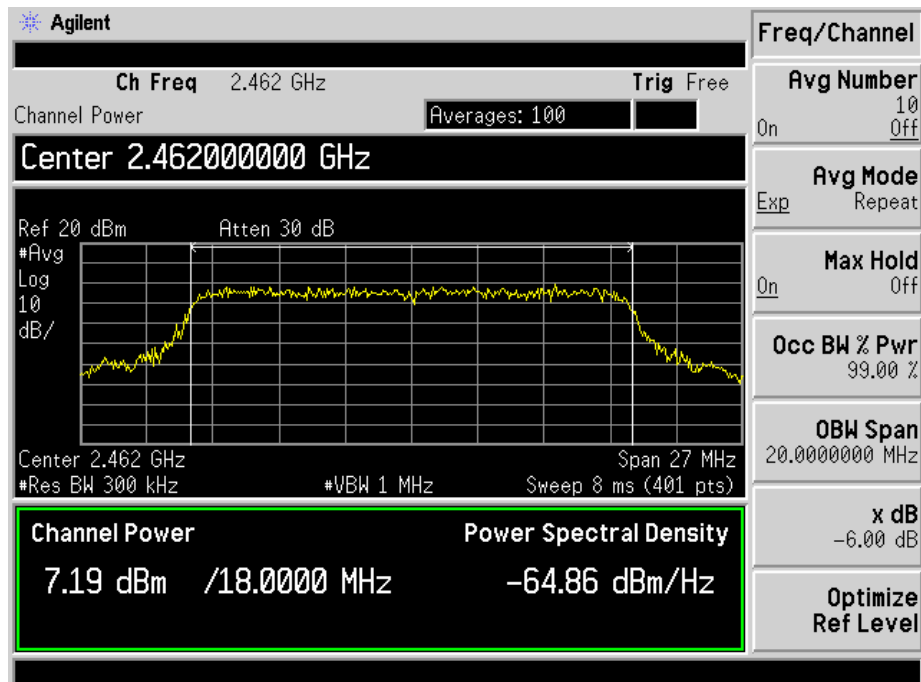 Agilent
Freq/Channel
Ch Freq 2.462 GHz Trig Free
Channel Power Averages: 100
Center 2.462000000 GHz
Ref 20 dBm Atten 30 dB
#Avg
Log
10
dB/
Center 2.462 GHz Span 27 MHz
#Res BW 300 kHz #VBW 1 MHz Sweep 8 ms (401 pts)
Channel Power Power Spectral Density
7.19 dBm /18.0000 MHz -64.86 dBm/Hz
Avg Number
10
On Off
Avg Mode
Exp Repeat
Max Hold
On Off
Occ BW % Pwr
99.00 %
OBW Span
20.0000000 MHz
x dB
-6.00 dB
Optimize
Ref Level